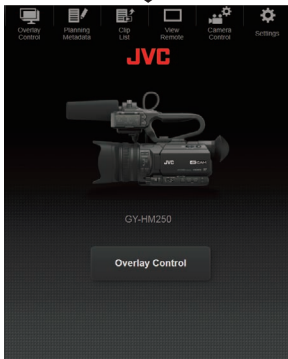 Overlay
Control
Planning
Metadata
Clip
List
View
Remote
Camera
Control
Settings
JVC
JVC
GY-HM250
Overlay Control